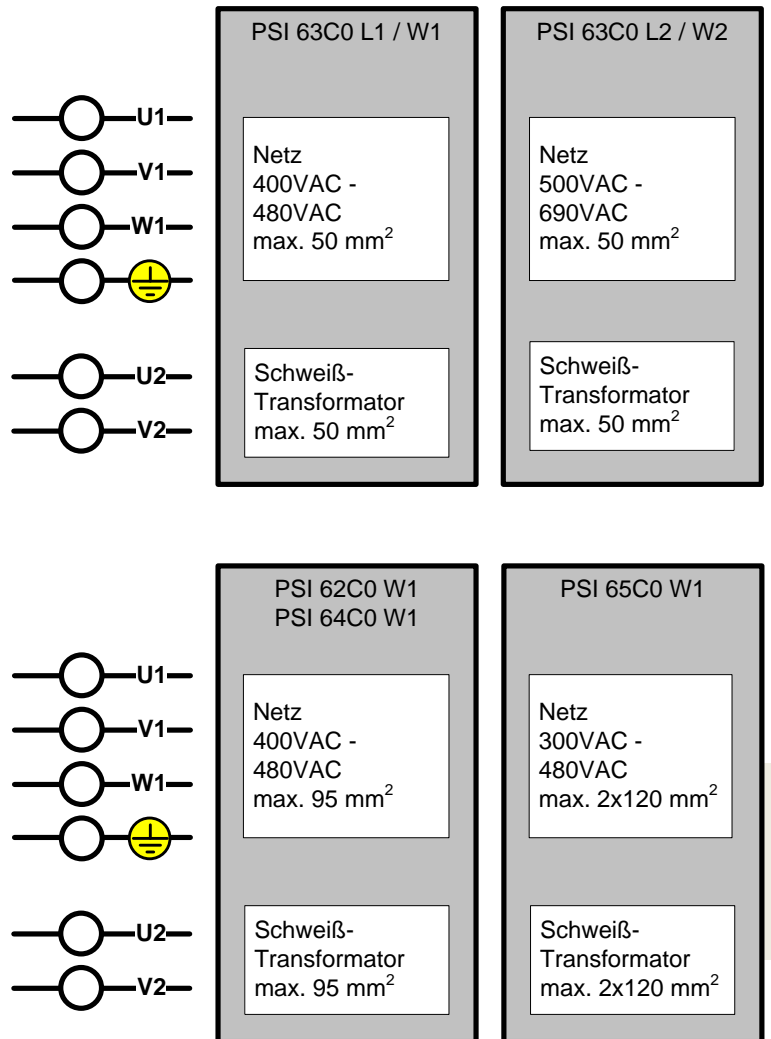 PSI 63C0 L1 / W1
PSI 63C0 L2 / W2
U1
V1
W1
Netz
400VAC -
480VAC
max. 50 mm²
Netz
500VAC -
690VAC
max. 50 mm²
U2
V2
Schweiß-
Transformator
max. 50 mm²
Schweiß-
Transformator
max. 50 mm²
PSI 62C0 W1
PSI 64C0 W1
PSI 65C0 W1
U1
V1
W1
Netz
400VAC -
480VAC
max. 95 mm²
Netz
300VAC -
480VAC
max. 2x120 mm²
U2
V2
Schweiß-
Transformator
max. 95 mm²
Schweiß-
Transformator
max. 2x120 mm²